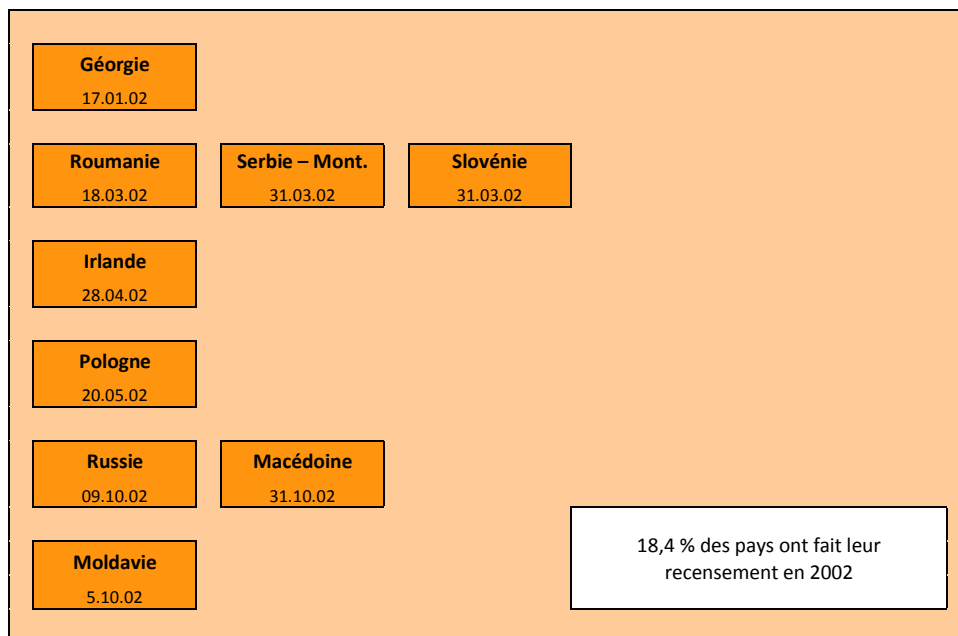 Géorgie
17.01.02
Roumanie
18.03.02
Serbie – Mont.
31.03.02
Slovénie
31.03.02
Irlande
28.04.02
Pologne
20.05.02
Russie
09.10.02
Macédoine
31.10.02
Moldavie
5.10.02
18,4 % des pays ont fait leur
recensement en 2002